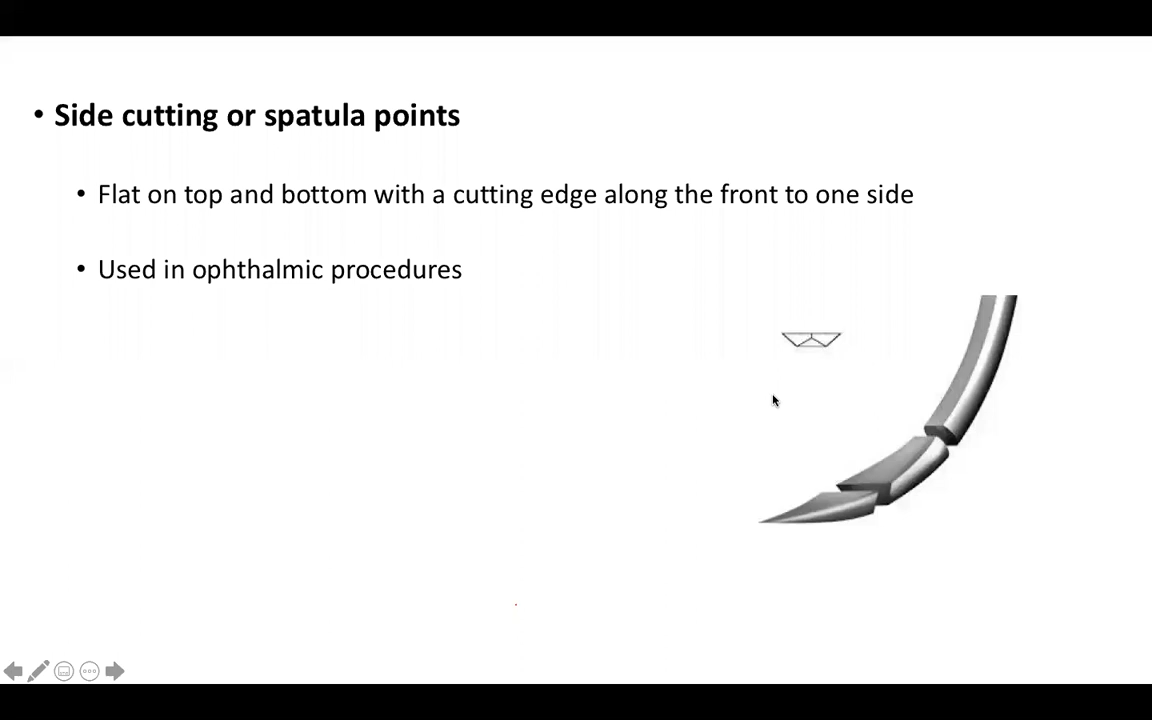 • Side cutting or spatula points
• Flat on top and bottom with a cutting edge along the front to one side
• Used in ophthalmic procedures